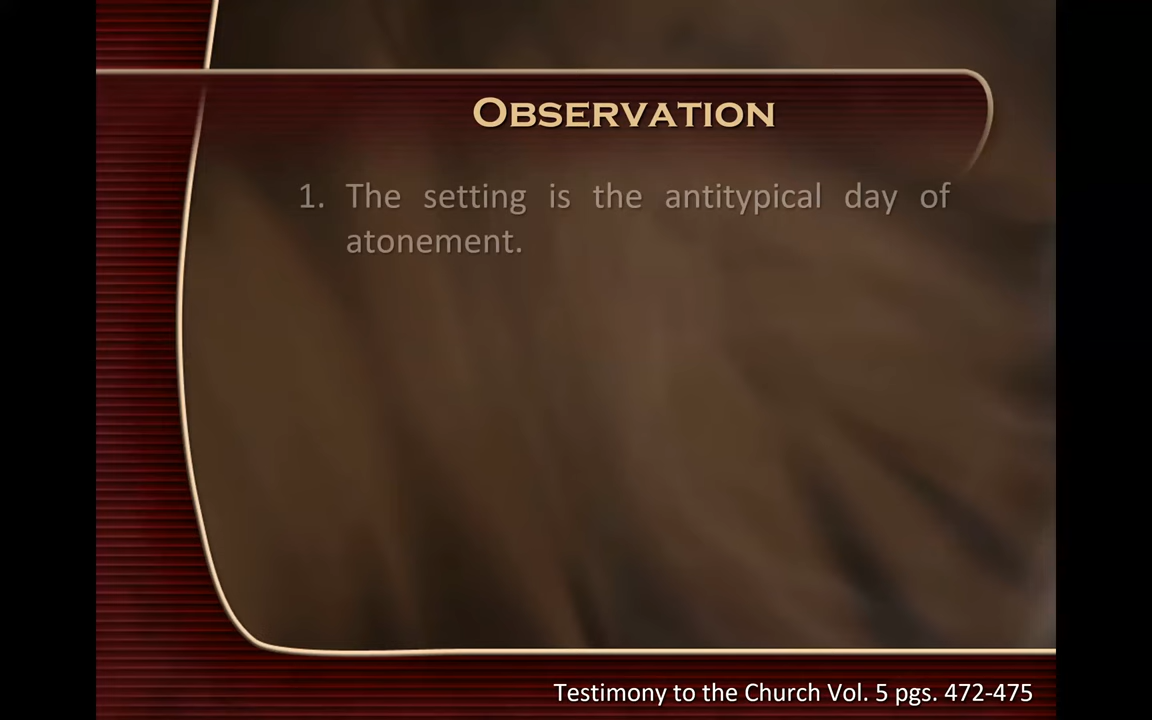 Observation
1. The setting is the antitypical day of
atonement.
Testimony to the Church Vol. 5 pgs. 472-475